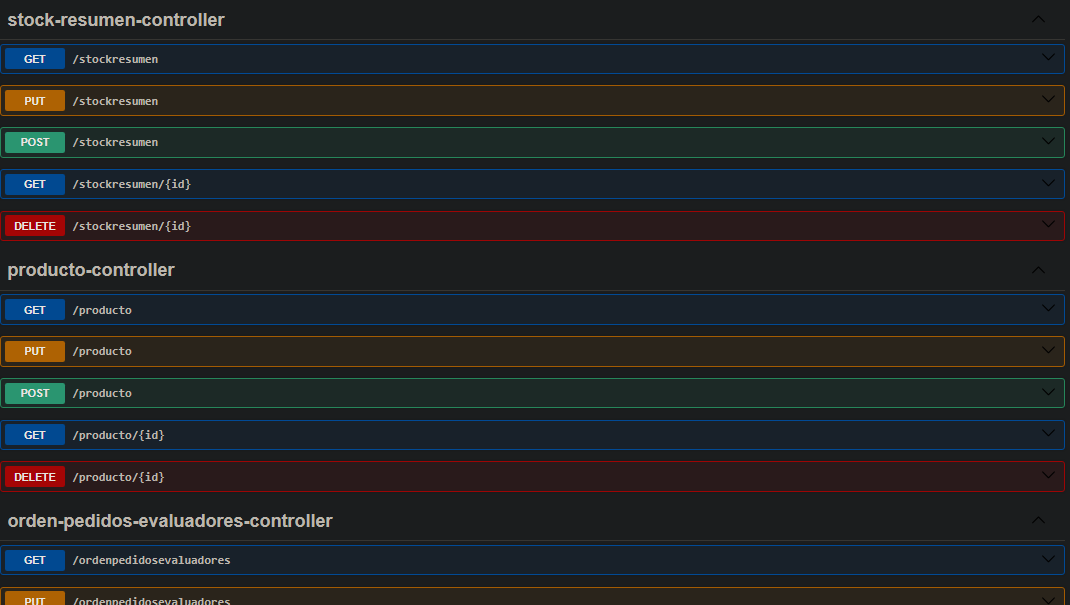 stock-resumen-controller
GET /stockresumen
PUT /stockresumen
POST /stockresumen
GET /stockresumen/{id}
DELETE /stockresumen/{id}
producto-controller
GET /producto
PUT /producto
POST /producto
GET /producto/{id}
DELETE /producto/{id}
orden-pedidos-evaluadores-controller
GET /ordenpedidosevaluadores
PUT /ordenpedidosevaluadores